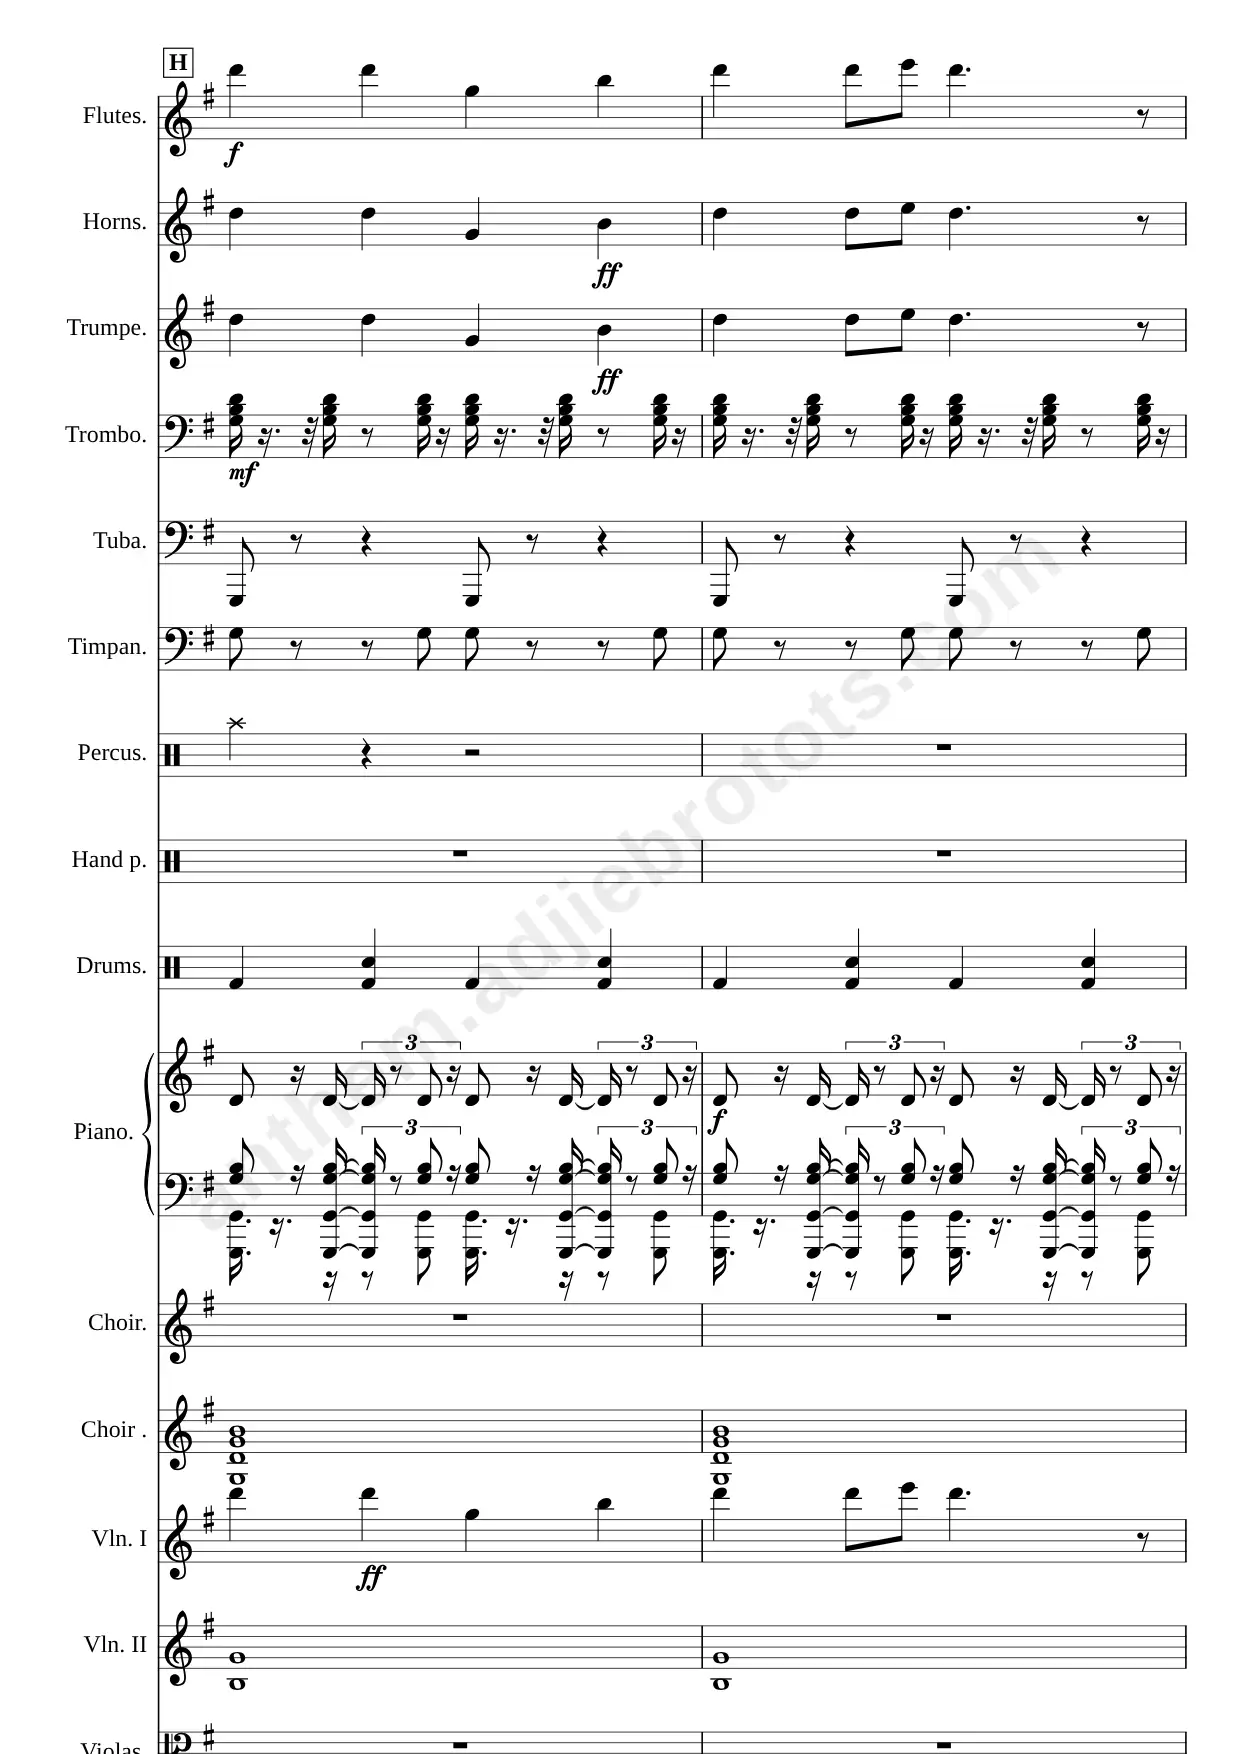 H
Flutes.
f
Horns.
ff
Trumpe.
ff
Trombo.
mf
Tuba.
Timpan.
Percus.
Hand p.
Drums.
3 3 3 3
Piano.
f
3 3 3 3
Choir.
Choir .
Vln. I
ff
Vln. II
Violas.
anthem.adjiebrotots.com